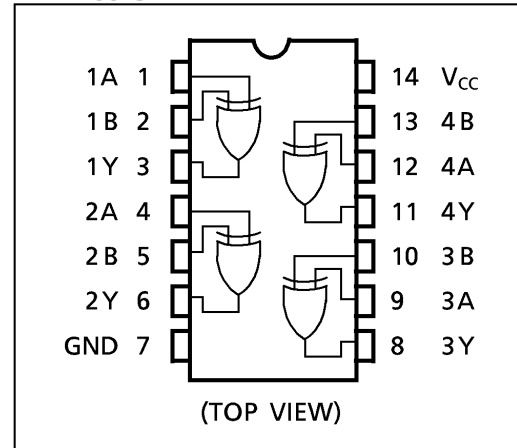 1A 1 14 VCC
1B 2 13 4B
1Y 3 12 4A
2A 4 11 4Y
2B 5 10 3B
2Y 6 9 3A
GND 7 8 3Y
(TOP VIEW)